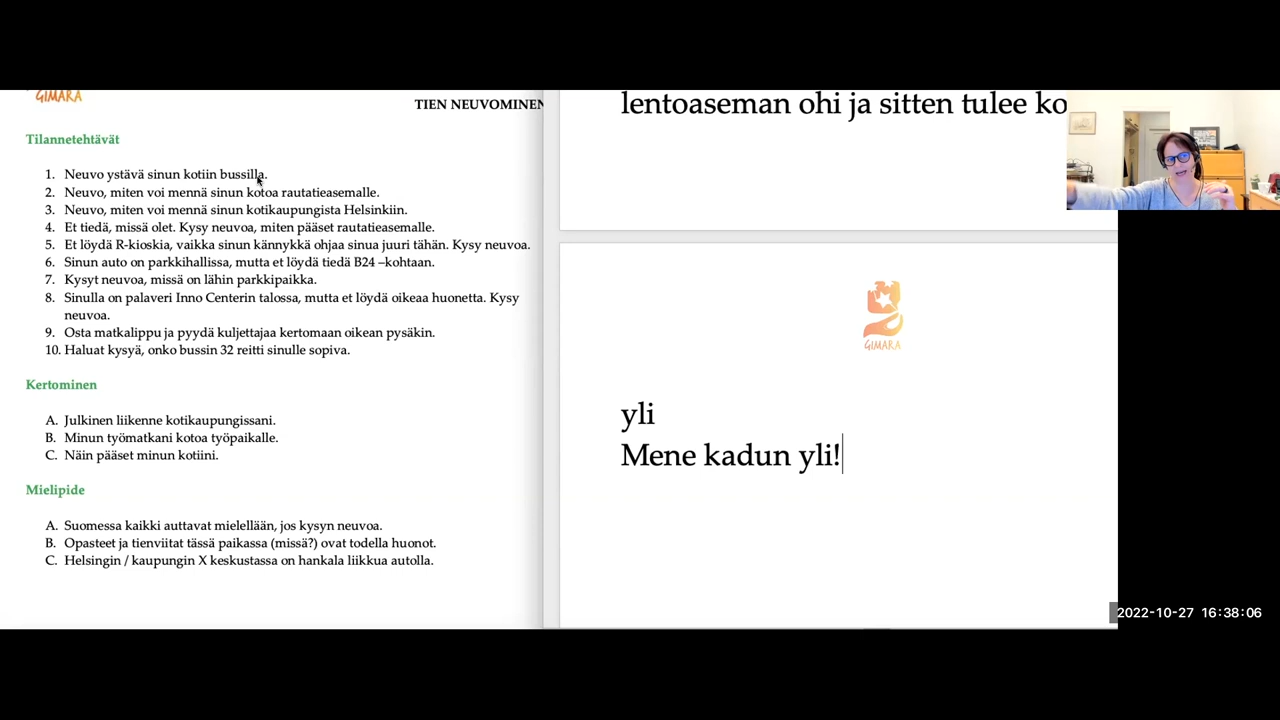 GIMARA
TIEN NEUVOMINEN
Tilannetehtävät
1. Neuvo ystävä sinun kotiin bussilla.
2. Neuvo, miten voi mennä sinun kotoa rautatieasemalle.
3. Neuvo, miten voi mennä sinun kotikaupungista Helsinkiin.
4. Et tiedä, missä olet. Kysy neuvoa, miten pääset rautatieasemalle.
5. Et löydä R-kioskia, vaikka sinun kännykkä ohjaa sinua juuri tähän. Kysy neuvoa.
6. Sinun auto on parkkihallissa, mutta et löydä tiedä B24 –kohtaan.
7. Kysyt neuvoa, missä on lähin parkkipaikka.
8. Sinulla on palaveri Inno Centerin talossa, mutta et löydä oikeaa huonetta. Kysy
neuvoa.
9. Osta matkalippu ja pyydä kuljettajaa kertomaan oikean pysäkin.
10. Haluat kysyä, onko bussin 32 reitti sinulle sopiva.
Kertominen
A. Julkinen liikenne kotikaupungissani.
B. Minun työmatkani kotoa työpaikalle.
C. Näin pääset minun kotiini.
Mielipide
A. Suomessa kaikki auttavat mielellään, jos kysyn neuvoa.
B. Opasteet ja tienviitat tässä paikassa (missä?) ovat todella huonot.
C. Helsingin / kaupungin X keskustassa on hankala liikkua autolla.
lentoaseman ohi ja sitten tulee ko
GIMARA
yli
Mene kadun yli!
2022-10-27 16:38:06